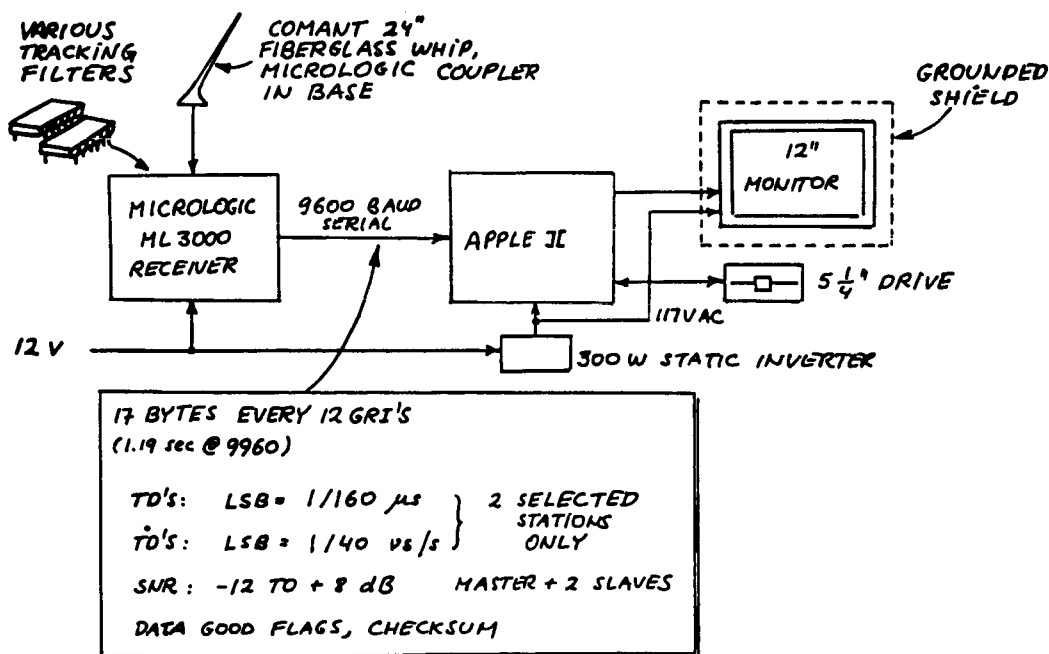 VARIOUS
TRACKING
FILTERS
COMANT 24"
FIBERGLASS WHIP,
MICROLOGIC COUPLER
IN BASE
GROUNDED
SHIELD
MICROLOGIC
ML 3000
RECEIVER
9600 BAUD
SERIAL
APPLE II
12"
MONITOR
5 1/4" DRIVE
117VAC
12 V
300 W STATIC INVERTER
17 BYTES EVERY 12 GRI'S
(1.19 sec @ 9960)
TD'S: LSB = 1/160 μs
ṪD'S: LSB = 1/40 μs/s
2 SELECTED
STATIONS
ONLY
SNR: -12 TO + 8 dB MASTER + 2 SLAVES
DATA GOOD FLAGS, CHECKSUM